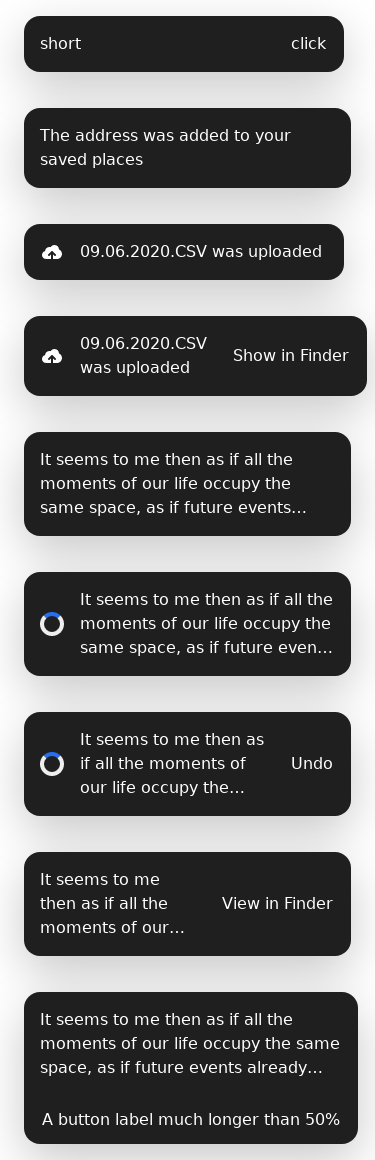 short click
The address was added to your
saved places
09.06.2020.CSV was uploaded
09.06.2020.CSV
was uploaded
Show in Finder
It seems to me then as if all the
moments of our life occupy the
same space, as if future events…
It seems to me then as if all the
moments of our life occupy the
same space, as if future even…
It seems to me then as
if all the moments of
our life occupy the…
Undo
It seems to me
then as if all the
moments of our…
View in Finder
It seems to me then as if all the
moments of our life occupy the same
space, as if future events already…
A button label much longer than 50%